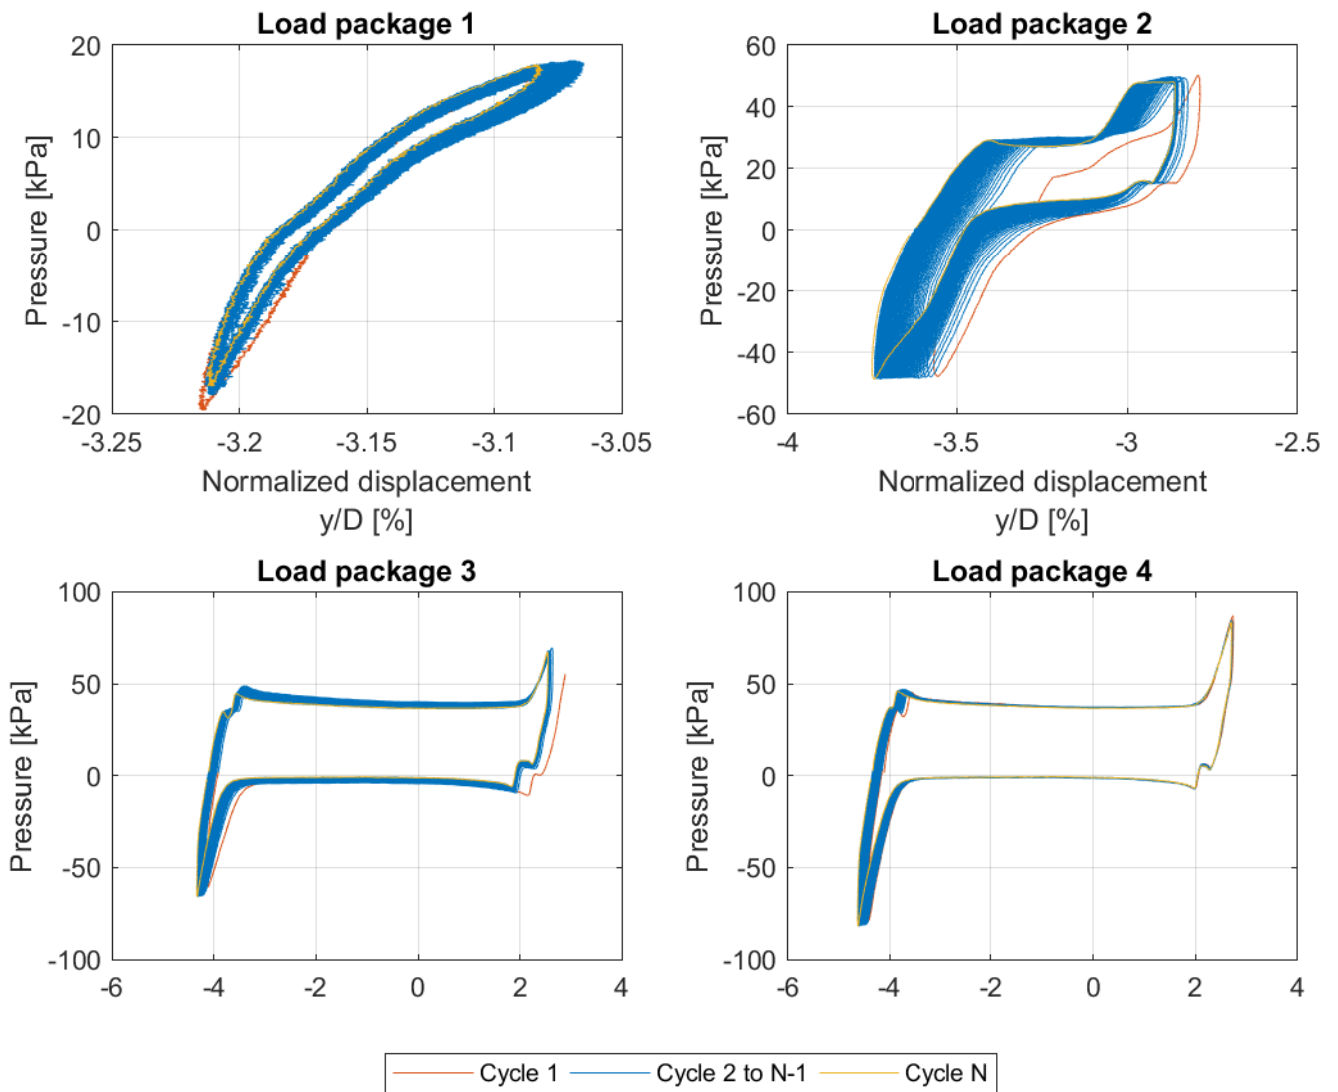 Load package 1
20
10
0
-10
-20
Pressure [kPa]
-3.25
-3.2
-3.15
-3.1
-3.05
Normalized displacement
y/D [%]
Load package 2
60
40
20
0
-20
-40
-60
Pressure [kPa]
-4
-3.5
-3
-2.5
Normalized displacement
y/D [%]
Load package 3
100
50
0
-50
-100
Pressure [kPa]
-6
-4
-2
0
2
4
Load package 4
100
50
0
-50
-100
Pressure [kPa]
-6
-4
-2
0
2
4
Cycle 1
Cycle 2 to N-1
Cycle N